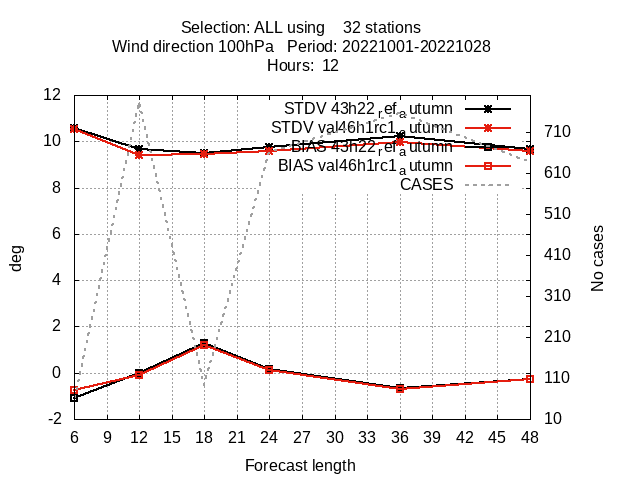 Selection: ALL using 32 stations
Wind direction 100hPa Period: 20221001-20221028
Hours: 12
STDV 43h22_ref_autumn
STDV val46h1rc1_autumn
BIAS 43h22_ref_autumn
BIAS val46h1rc1_autumn
CASES
deg
12
10
8
6
4
2
0
-2
No cases
710
610
510
410
310
210
110
10
6 9 12 15 18 21 24 27 30 33 36 39 42 45 48
Forecast length